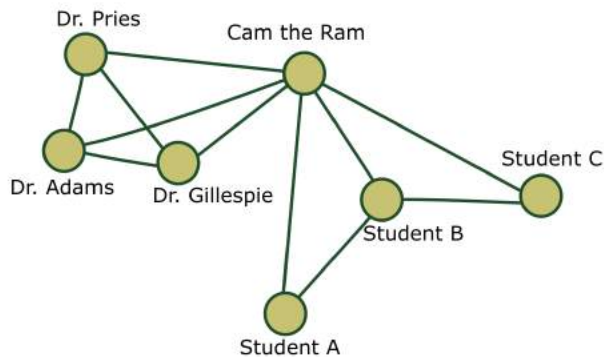 Dr. Pries
Cam the Ram
Student C
Dr. Adams
Dr. Gillespie
Student B
Student A